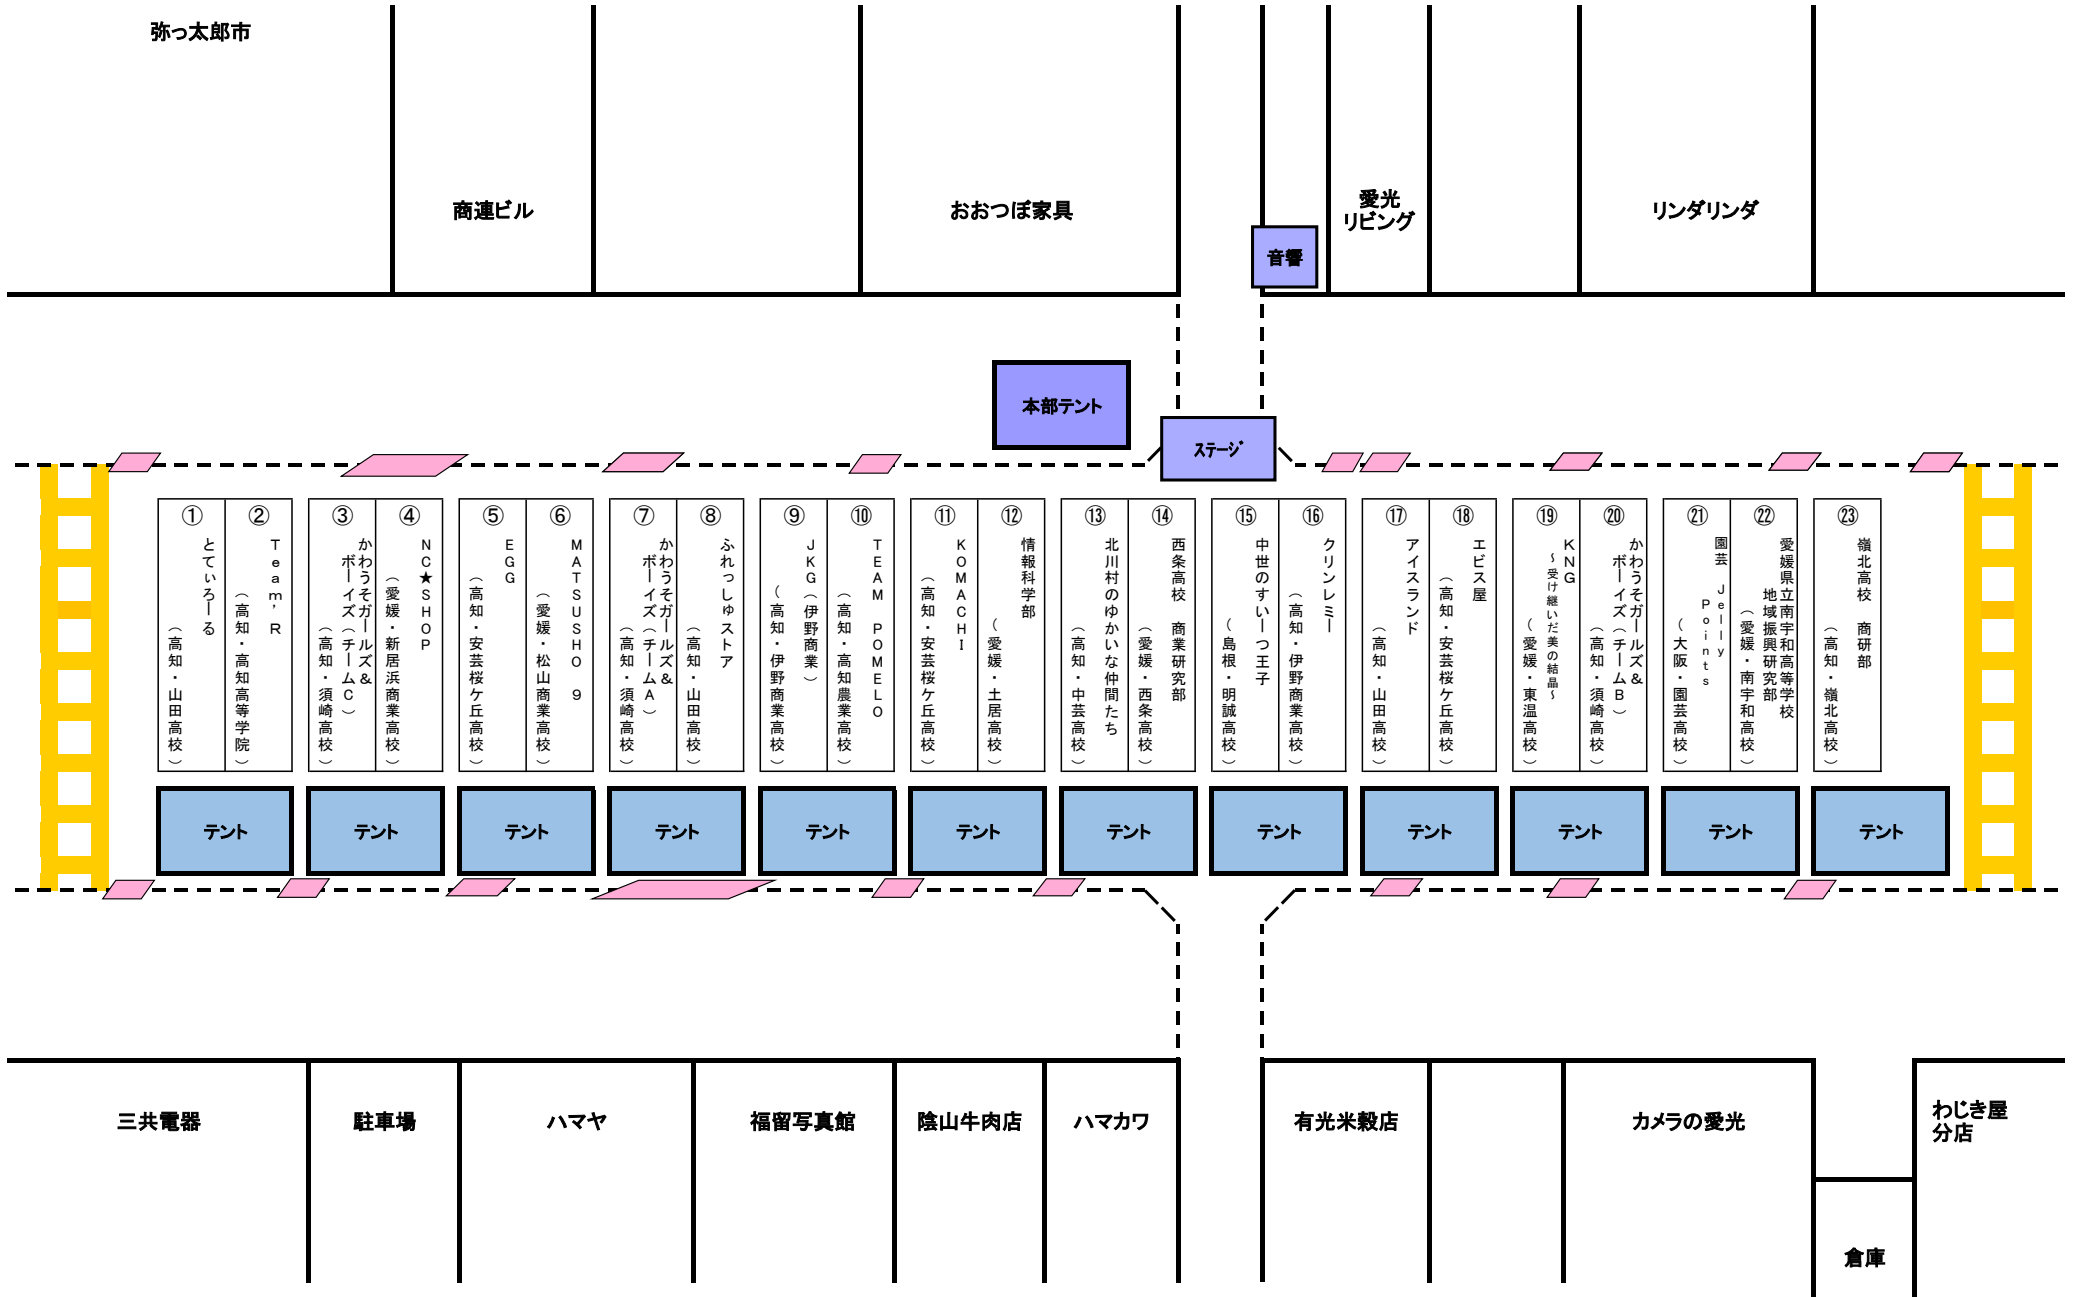 弥っ太郎市
商連ビル
おおつぼ家具
音響
愛光
リビング
リンダリンダ
本部テント
ステージ
①
とてぃろーる
（高知・山田高校）
②
Team’R
（高知・高知高等学院）
③
かわうそガールズ＆
ボーイズ（チームC）
（高知・須崎高校）
④
NC★SHOP
（愛媛・新居浜商業高校）
⑤
EGG
（高知・安芸桜ケ丘高校）
⑥
MATSUSHO 9
（愛媛・松山商業高校）
⑦
かわうそガールズ＆
ボーイズ（チームA）
（高知・須崎高校）
⑧
ふれっしゅストア
（高知・山田高校）
⑨
JKG（伊野商業）
（高知・伊野商業高校）
⑩
TEAM POMELO
（高知・高知農業高校）
⑪
KOMACHI
（高知・安芸桜ケ丘高校）
⑫
情報科学部
（愛媛・土居高校）
⑬
北川村のゆかいな仲間たち
（高知・中芸高校）
⑭
西条高校 商業研究部
（愛媛・西条高校）
⑮
中世のすいーつ王子
（島根・明誠高校）
⑯
クリンレミー
（高知・伊野商業高校）
⑰
アイスランド
（高知・山田高校）
⑱
エビス屋
（高知・安芸桜ケ丘高校）
⑲
KNG
～受け継いだ美の結晶～
（愛媛・東温高校）
⑳
かわうそガールズ＆
ボーイズ（チームB）
（高知・須崎高校）
㉑
園芸 Jelly
Points
（大阪・園芸高校）
㉒
愛媛県立南宇和高等学校
地域振興研究部
（愛媛・南宇和高校）
㉓
嶺北高校 商研部
（高知・嶺北高校）
テント
テント
テント
テント
テント
テント
テント
テント
テント
テント
テント
テント
三共電器
駐車場
ハマヤ
福留写真館
陰山牛肉店
ハマカワ
有光米穀店
カメラの愛光
わじき屋
分店
倉庫